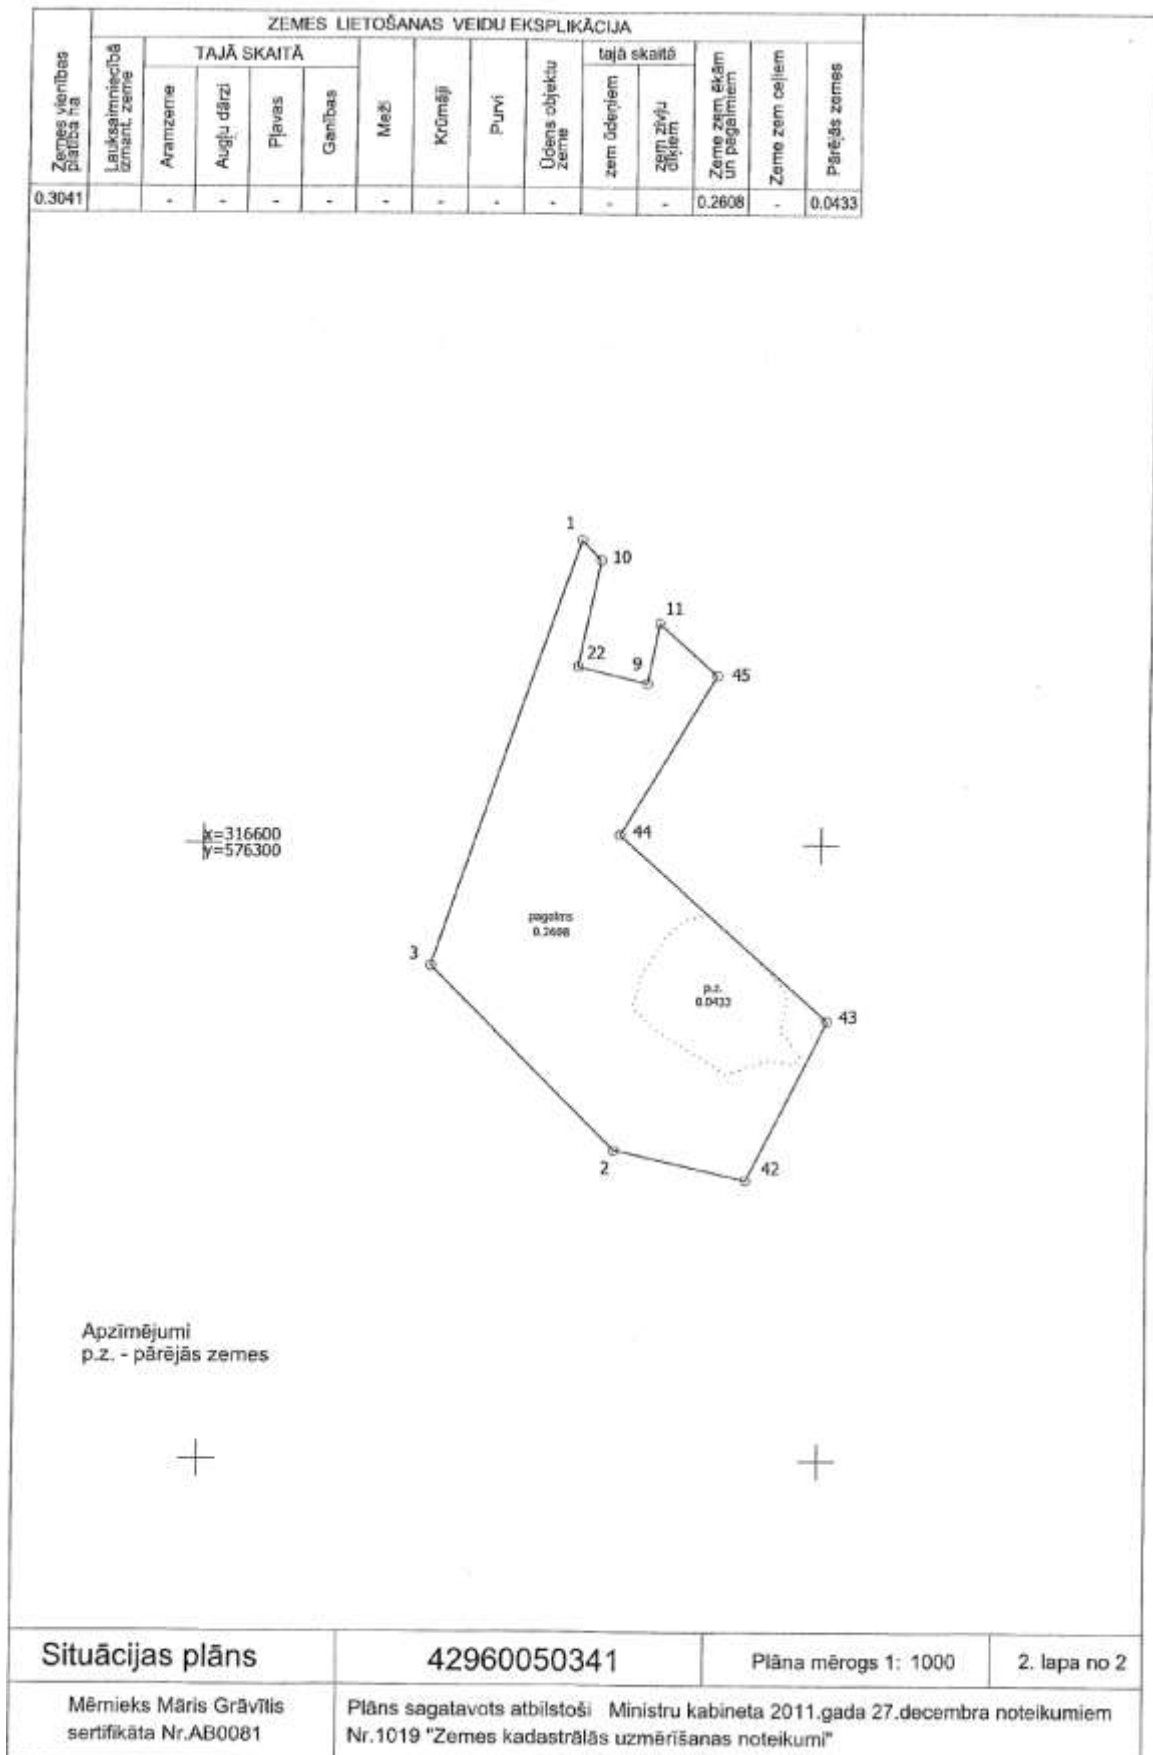 ZEMES LIETOŠANAS VEIDU EKSPLIKĀCIJA
Zemes vienības platība ha
Lauksaimniecībā izmant. zeme
TAJĀ SKAITĀ
Aramzeme
Augļu dārzi
Pļavas
Ganības
Meži
Krūmāji
Purvi
Ūdens objektu zeme
tajā skaitā
zem ūdeņiem
zem zivju dīķiem
Zeme zem ēkām un pagalmiem
Zeme zem ceļiem
Pārējās zemes
0.3041 - - - - - - - - - - 0.2608 - 0.0433
1
10
11
22
9
45
44
x=316600
y=576300
pagalms
0.2608
3
p.z.
0.0433
43
2
42
Apzīmējumi
p.z. - pārējās zemes
Situācijas plāns
42960050341
Plāna mērogs 1: 1000
2. lapa no 2
Mērnieks Māris Grāvītis
sertifikāta Nr.AB0081
Plāns sagatavots atbilstoši Ministru kabineta 2011.gada 27.decembra noteikumiem
Nr.1019 "Zemes kadastrālās uzmērīšanas noteikumi"